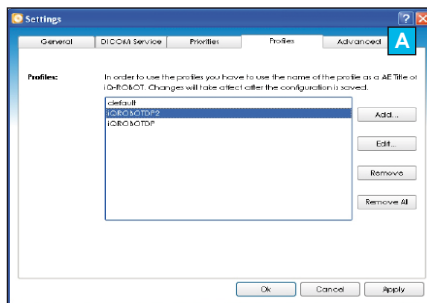 Settings
General DICOM Service Priorities Profiles Advanced A
Profiles: In order to use the profiles you have to use the name of the profile as a AE Title of
iQ-ROBOT. Changes will take affect after the configuration is saved.
default
iQROBOTDP2
iQROBOTDP
Add...
Edit...
Remove
Remove All
Ok Cancel Apply